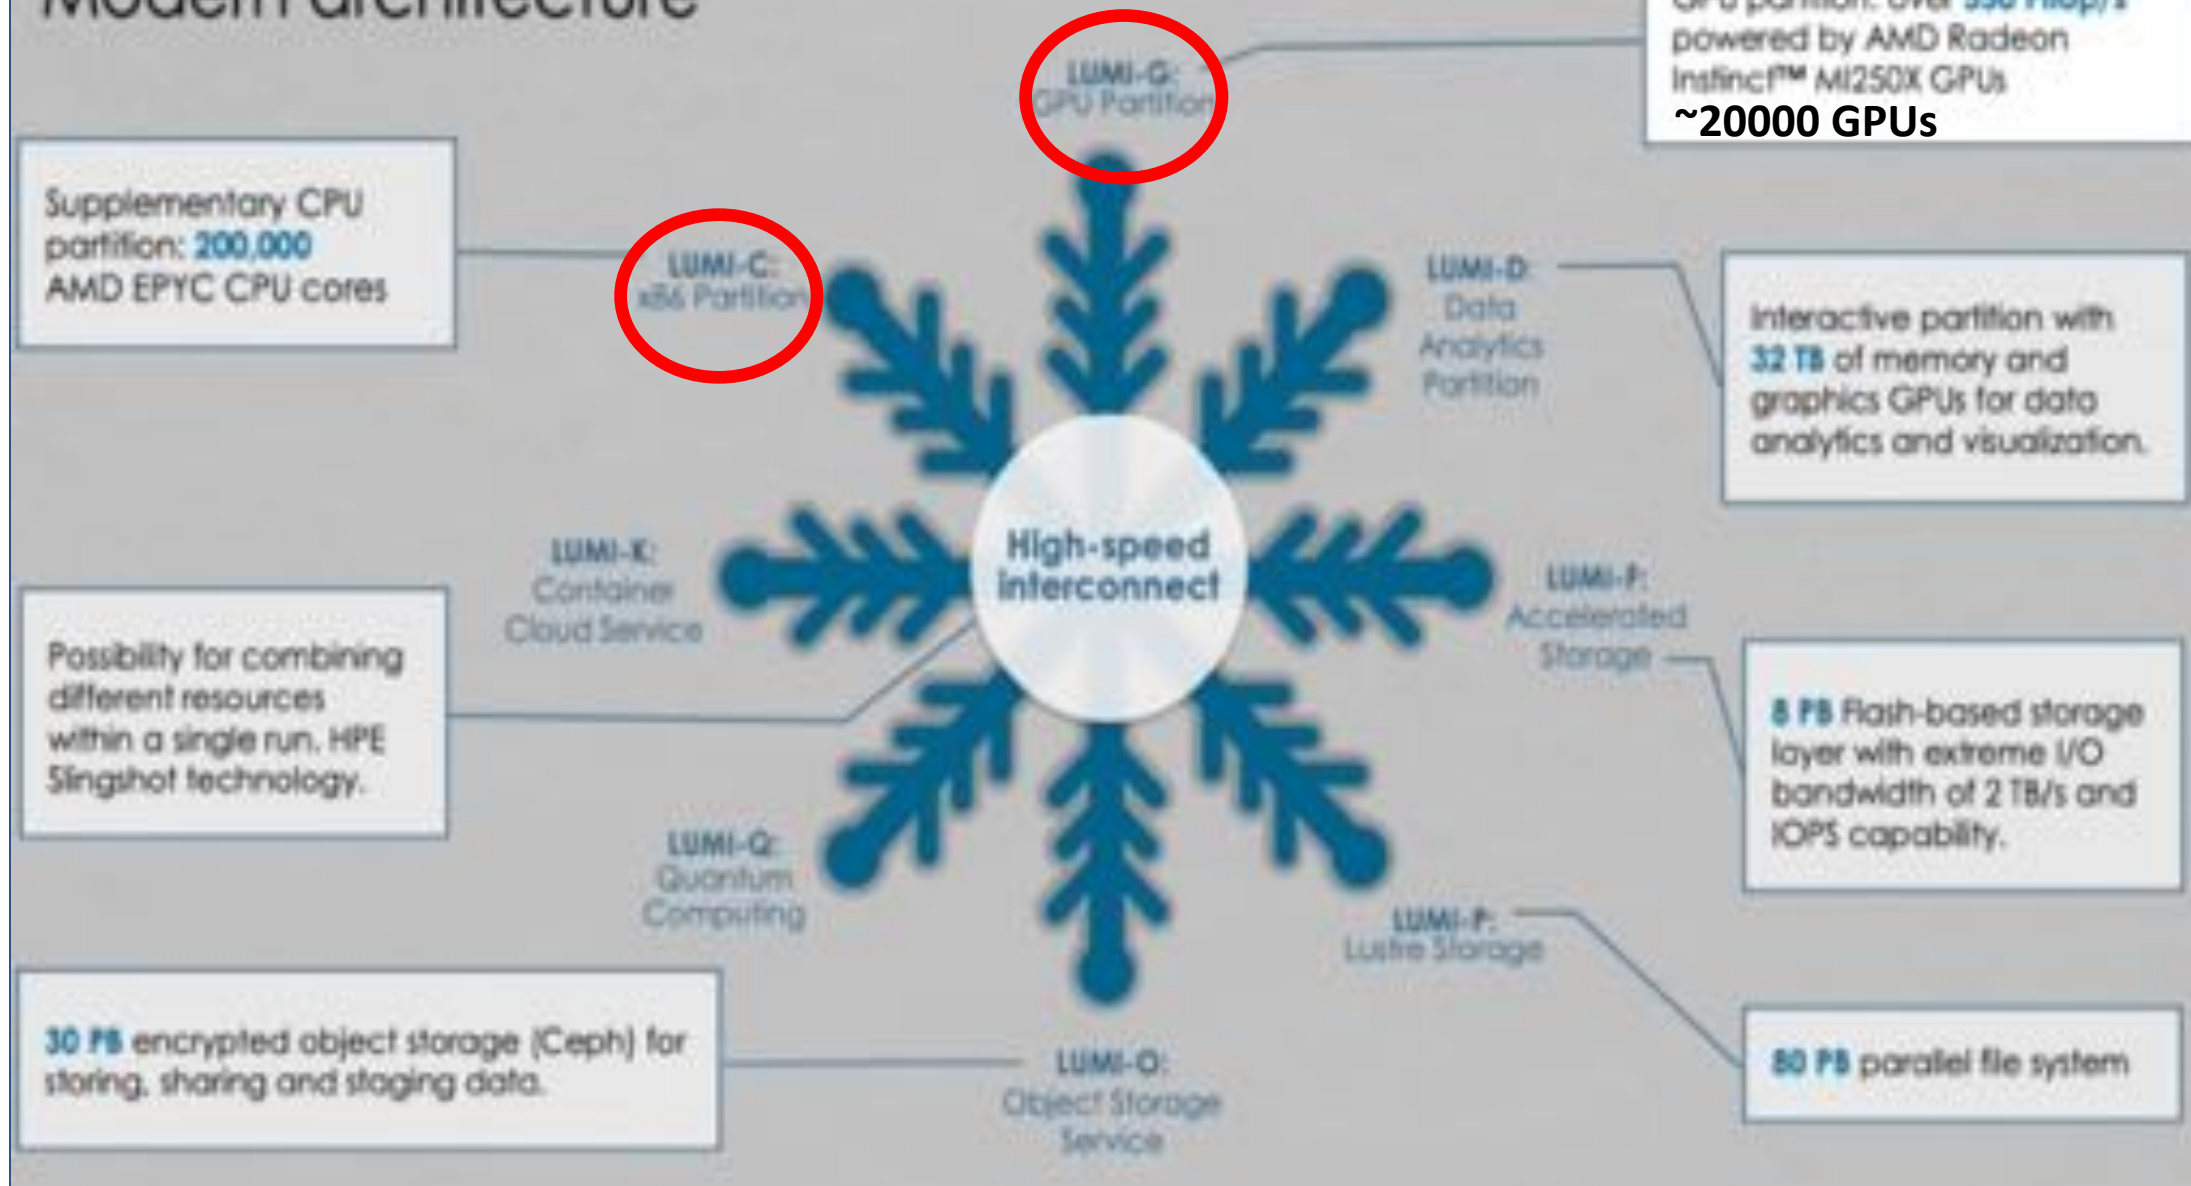 Modern architecture
GPU partition: over 550 Pflop/s
powered by AMD Radeon
Instinct™ MI250X GPUs
~20000 GPUs
LUMI-G:
GPU Partition
Supplementary CPU
partition: 200,000
AMD EPYC CPU cores
LUMI-C:
x86 Partition
LUMI-D:
Data
Analytics
Partition
Interactive partition with
32 TB of memory and
graphics GPUs for data
analytics and visualization.
High-speed
interconnect
LUMI-K:
Container
Cloud Service
LUMI-F:
Accelerated
Storage
Possibility for combining
different resources
within a single run. HPE
Slingshot technology.
8 PB Flash-based storage
layer with extreme I/O
bandwidth of 2 TB/s and
IOPS capability.
LUMI-Q:
Quantum
Computing
LUMI-P:
Lustre Storage
30 PB encrypted object storage (Ceph) for
storing, sharing and staging data.
LUMI-O:
Object Storage
Service
80 PB parallel file system